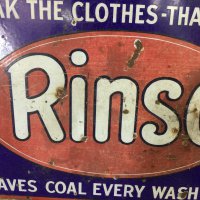 AK THE CLOTHES-THA
Rinso
AVES COAL EVERY WASH